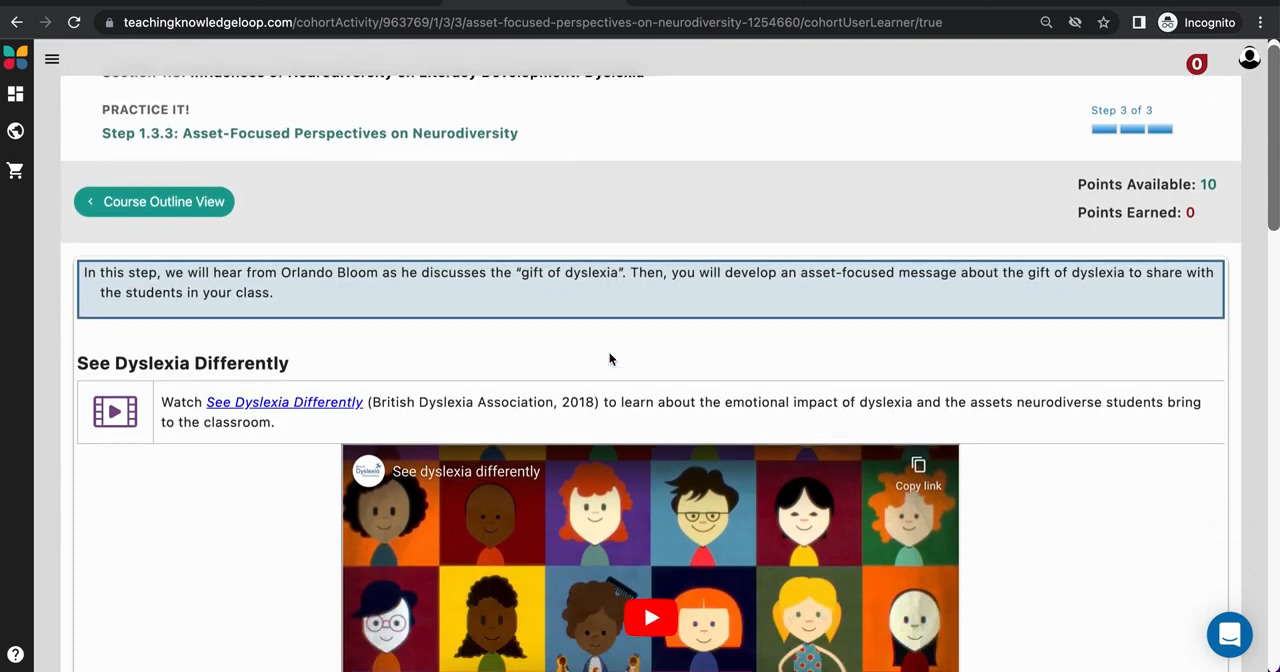 teachingknowledgeloop.com/cohortActivity/963769/1/3/3/asset-focused-perspectives-on-neurodiversity-1254660/cohortUserLearner/true
Incognito
0
PRACTICE IT!
Step 3 of 3
Step 1.3.3: Asset-Focused Perspectives on Neurodiversity
Course Outline View
Points Available: 10
Points Earned: 0
In this step, we will hear from Orlando Bloom as he discusses the “gift of dyslexia”. Then, you will develop an asset-focused message about the gift of dyslexia to share with
the students in your class.
See Dyslexia Differently
Watch See Dyslexia Differently (British Dyslexia Association, 2018) to learn about the emotional impact of dyslexia and the assets neurodiverse students bring
to the classroom.
See dyslexia differently
Copy link